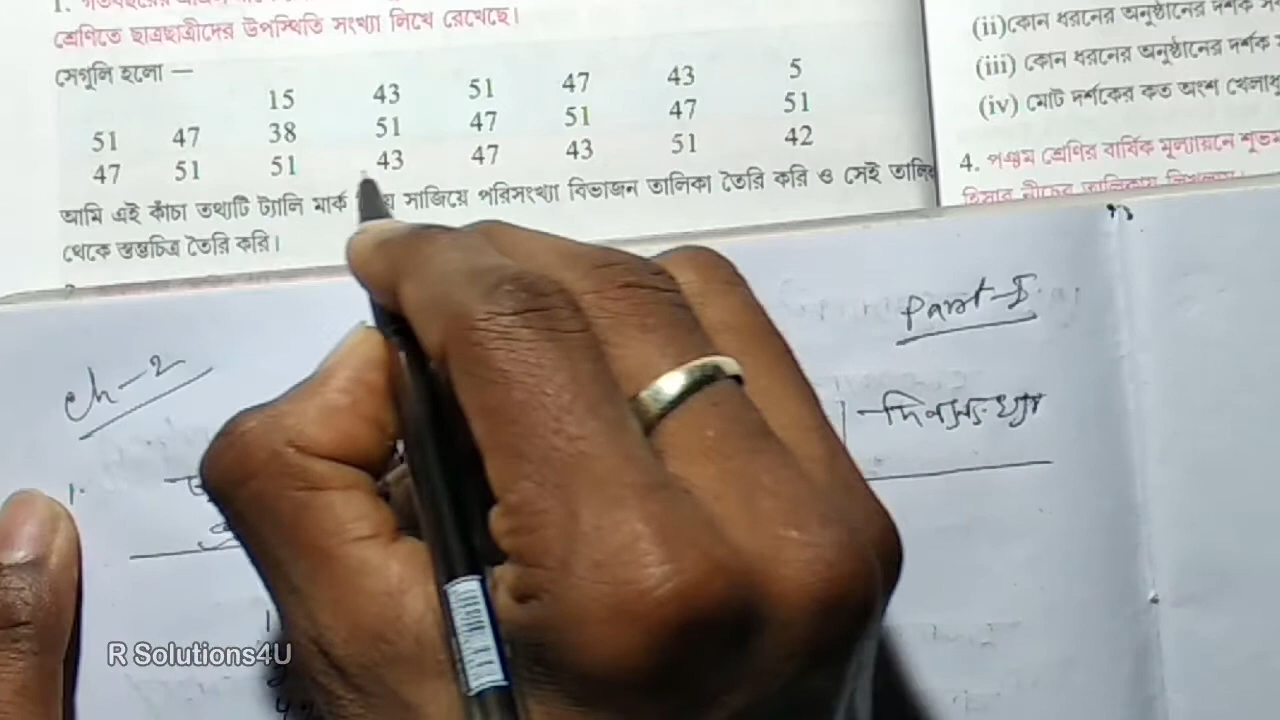 শ্রেণিতে ছাত্রছাত্রীদের উপস্থিতি সংখ্যা লিখে রেখেছে।
সেগুলি হলো —
51 47 15 43 51 47 43 5
47 51 38 51 47 51 47 51
51 43 47 43 51 42
আমি এই কাঁচা তথ্যটি ট্যালি মার্ক সাজিয়ে পরিসংখ্যা বিভাজন তালিকা তৈরি করি ও সেই
থেকে স্তম্ভচিত্র তৈরি করি।
(ii)কোন ধরনের অনুষ্ঠানের দর্শক
(iii) কোন ধরনের অনুষ্ঠানের দর্শক
(iv) মোট দর্শকের কত অংশ
4. পঞ্চম শ্রেণির বার্ষিক মূল্যায়নে
Part-I
ch-2
1.
R Solutions4U